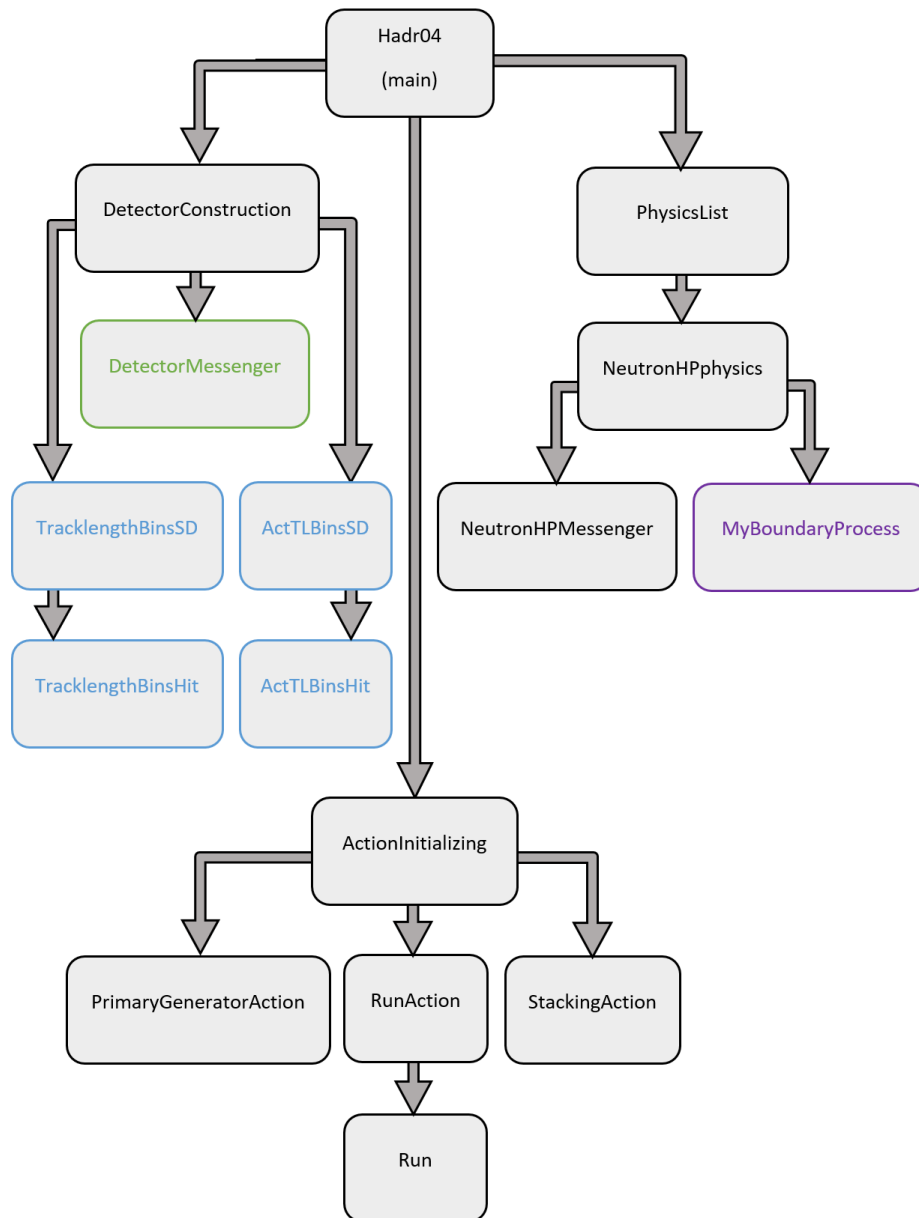 Hadr04
(main)
DetectorConstruction
PhysicsList
DetectorMessenger
NeutronHPphysics
TracklengthBinsSD
ActTLBinsSD
NeutronHPMessenger
MyBoundaryProcess
TracklengthBinsHit
ActTLBinsHit
ActionInitializing
PrimaryGeneratorAction
RunAction
StackingAction
Run